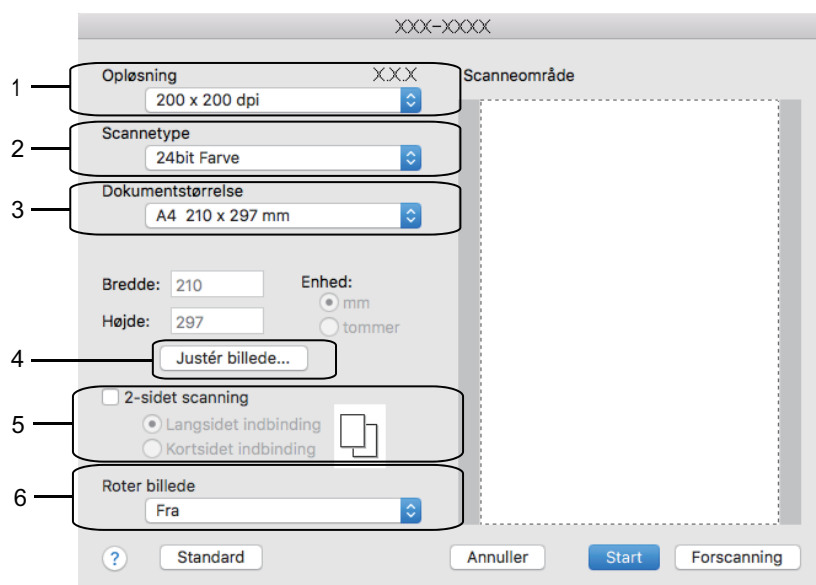 XXX-XXXX
1
Opløsning
X.X.X
200 x 200 dpi
Scanneområde
2
Scannetype
24bit Farve
3
Dokumentstørrelse
A4 210 x 297 mm
Bredde: 210
Enhed:
mm
Højde: 297
tommer
4
Justér billede...
5
2-sidet scanning
Langsidet indbinding
Kortsidet indbinding
6
Roter billede
Fra
?
Standard
Annuller
Start
Forscanning